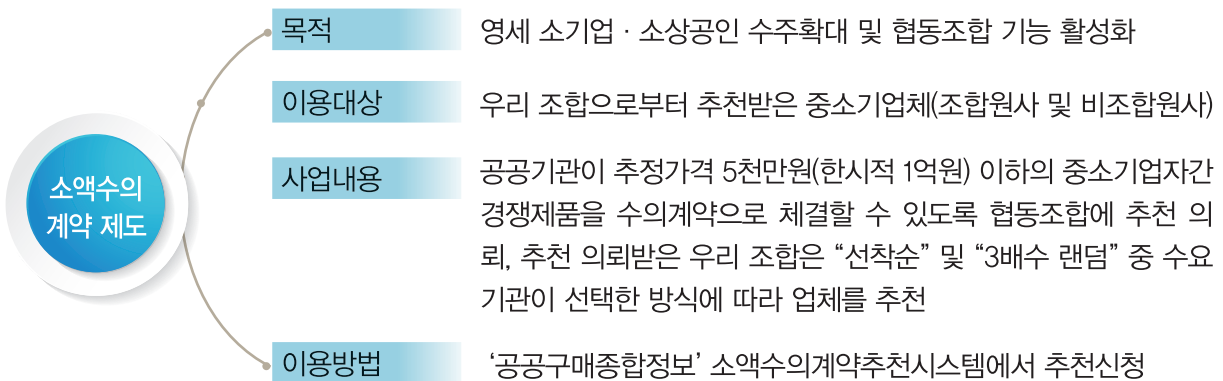 소액수의
계약 제도
목적
영세 소기업 · 소상공인 수주확대 및 협동조합 기능 활성화
이용대상
우리 조합으로부터 추천받은 중소기업체(조합원사 및 비조합원사)
사업내용
공공기관이 추정가격 5천만원(한시적 1억원) 이하의 중소기업자간
경쟁제품을 수의계약으로 체결할 수 있도록 협동조합에 추천 의
뢰, 추천 의뢰받은 우리 조합은 “선착순” 및 “3배수 랜덤” 중 수요
기관이 선택한 방식에 따라 업체를 추천
이용방법
‘공공구매종합정보’ 소액수의계약추천시스템에서 추천신청